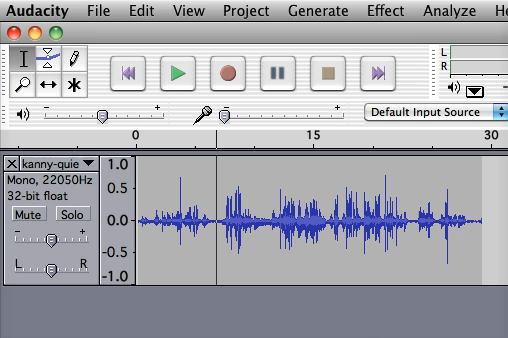 Audacity File Edit View Project Generate Effect Analyze
L
R
- + - + Default Input Source
0 15 30
X kanny-quie
Mono, 22050Hz
32-bit float
Mute Solo
- +
L R
1.0
0.5
0.0
-0.5
-1.0